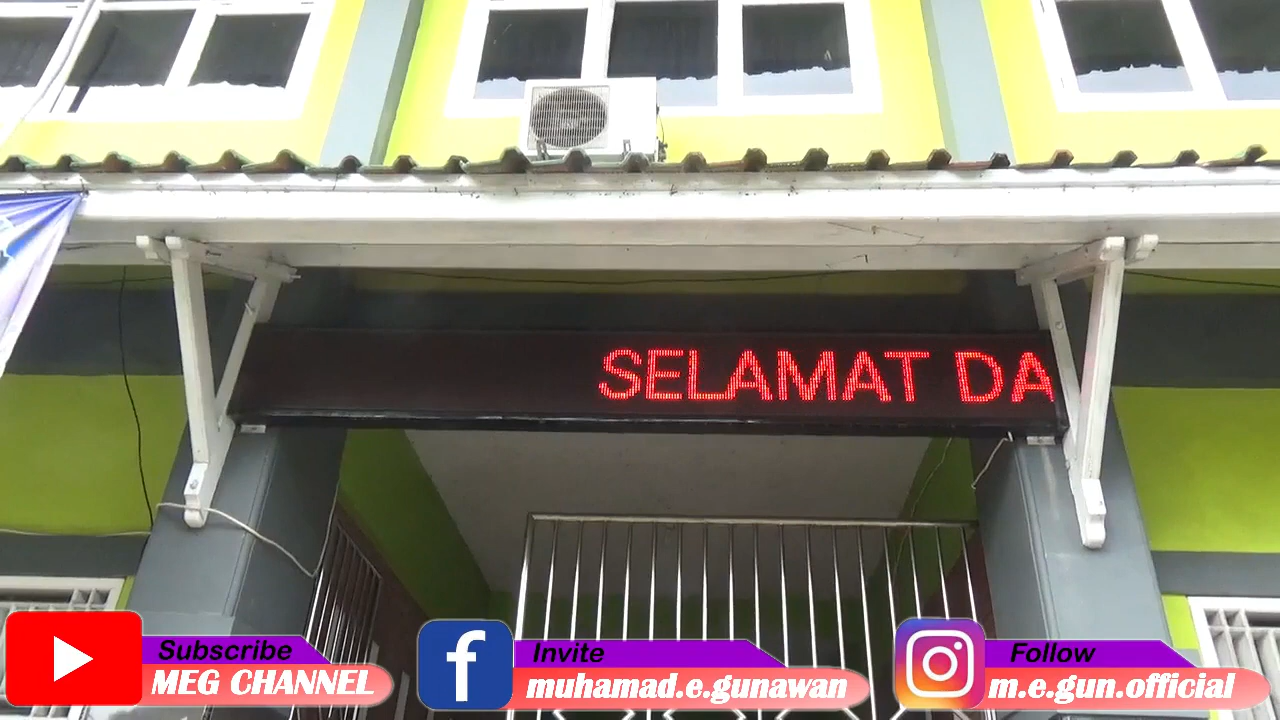 SELAMAT DA
Subscribe
MEG CHANNEL
Invite
muhamad.e.gunawan
Follow
m.e.gun.official